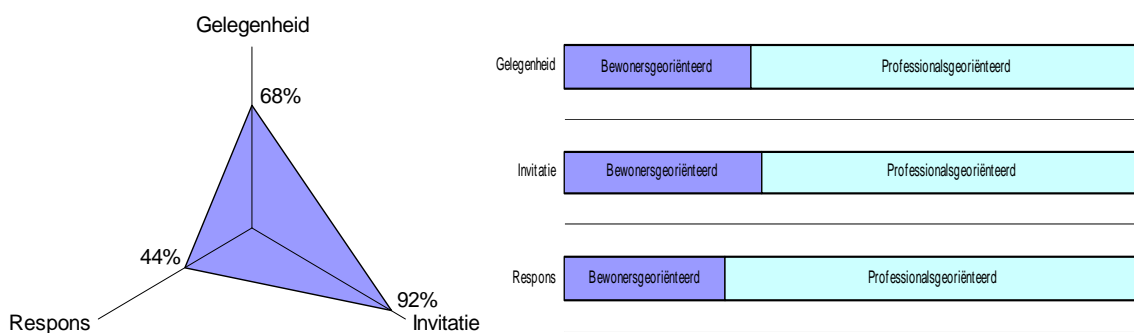 Gelegenheid
68%
44%
92%
Respons
Invitatie
Gelegenheid
Bewonersgeoriënteerd
Professionalsgeoriënteerd
Invitatie
Bewonersgeoriënteerd
Professionalsgeoriënteerd
Respons
Bewonersgeoriënteerd
Professionalsgeoriënteerd